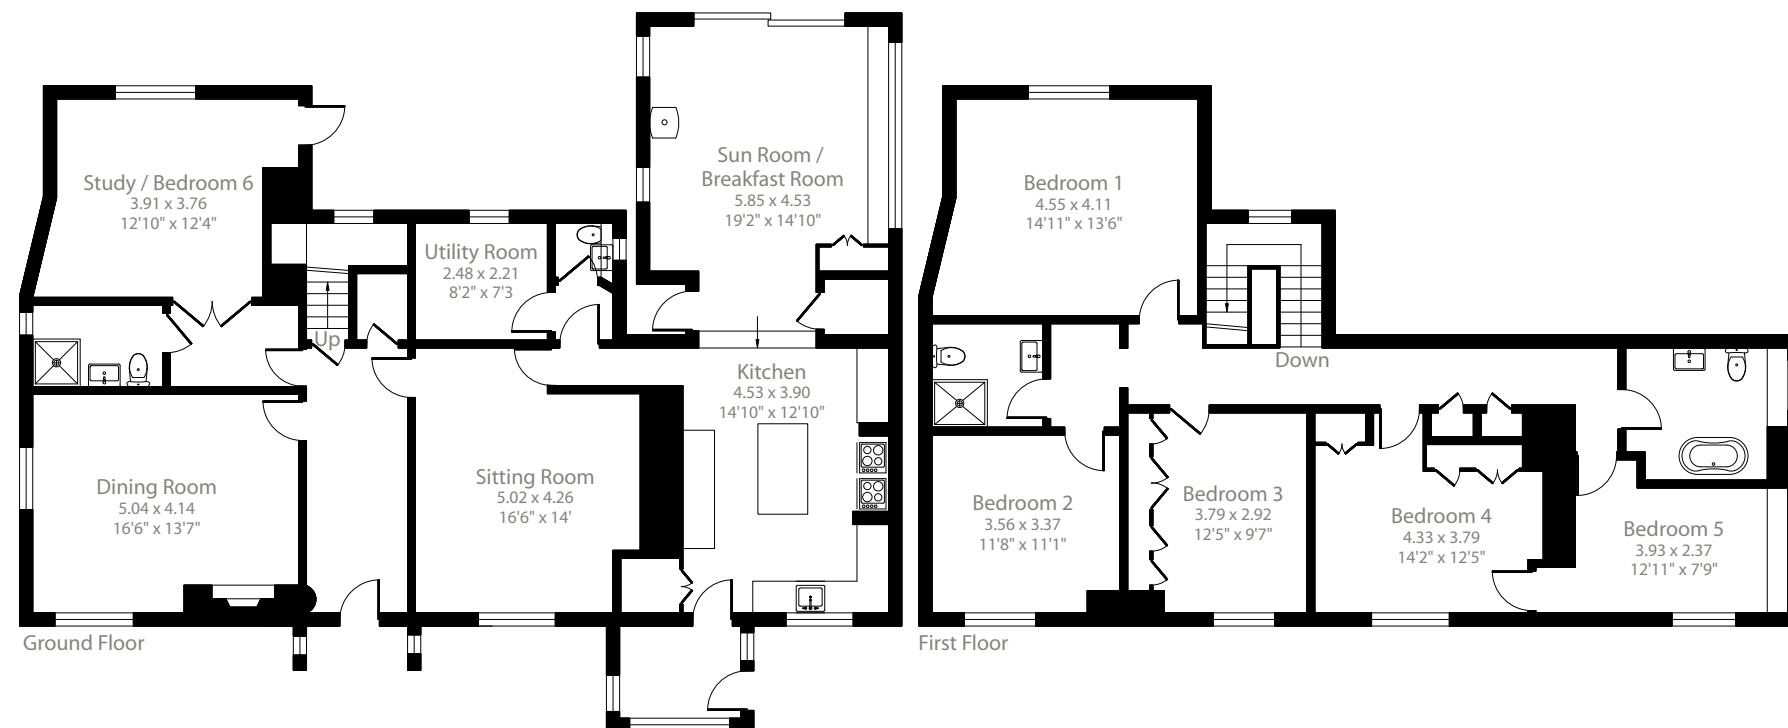 Study / Bedroom 6
3.91 x 3.76
12'10" x 12'4"
Utility Room
2.48 x 2.21
8'2" x 7'3
Sun Room /
Breakfast Room
5.85 x 4.53
19'2" x 14'10"
Up
Kitchen
4.53 x 3.90
14'10" x 12'10"
Dining Room
5.04 x 4.14
16'6" x 13'7"
Sitting Room
5.02 x 4.26
16'6" x 14'
Ground Floor
Bedroom 1
4.55 x 4.11
14'11" x 13'6"
Down
Bedroom 2
3.56 x 3.37
11'8" x 11'1"
Bedroom 3
3.79 x 2.92
12'5" x 9'7"
Bedroom 4
4.33 x 3.79
14'2" x 12'5"
Bedroom 5
3.93 x 2.37
12'11" x 7'9"
First Floor